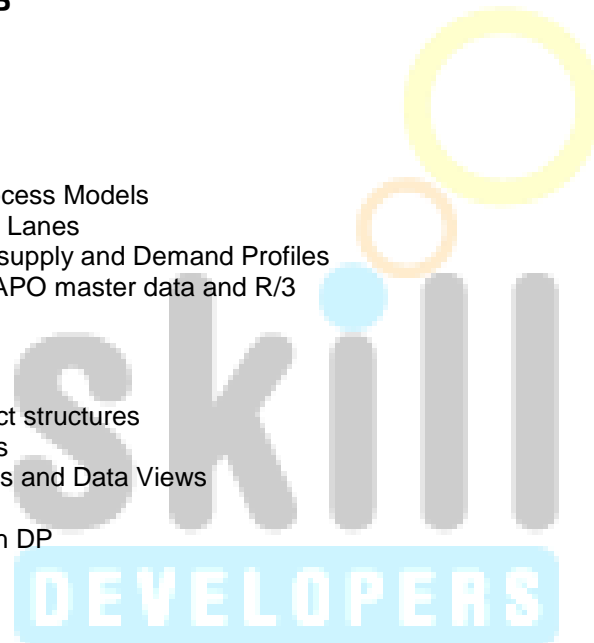 cess Models
Lanes
supply and Demand Profiles
APO master data and R/3
ct structures
s
s and Data Views
n DP
skill
DEVELOPERS